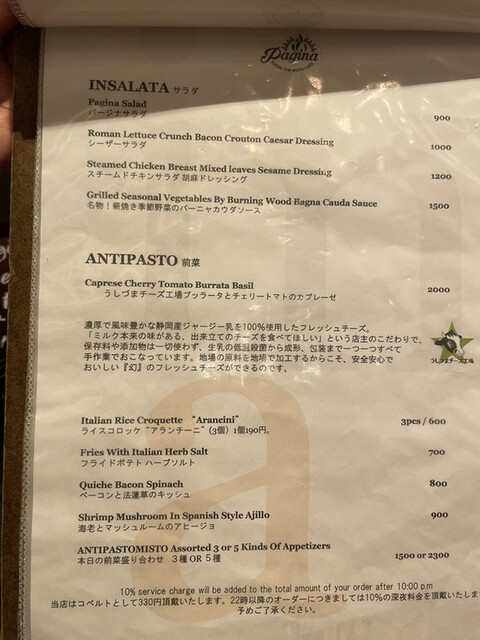 Pagina
INSALATA サラダ
Pagina Salad
パージナサラダ
900
Roman Lettuce Crunch Bacon Crouton Caesar Dressing
シーザーサラダ
1000
Steamed Chicken Breast Mixed leaves Sesame Dressing
スチームドチキンサラダ 胡麻ドレッシング
1200
Grilled Seasonal Vegetables By Burning Wood Bagna Cauda Sauce
名物！薪焼き季節野菜のバーニャカウダソース
1500
ANTIPASTO 前菜
Caprese Cherry Tomato Burrata Basil
うしづまチーズ工場ブッラータとチェリートマトのカプレーゼ
2000
濃厚で風味豊かな静岡産ジャージー乳を100%使用したフレッシュチーズ。
「ミルク本来の味がある、出来立てのチーズを食べてほしい」という店主のこだわりで、
保存料や添加物は一切使わず、生乳の低温殺菌から成形、包装まで一つ一つすべて
手作業でおこなっています。地場の原料を地場で加工するからこそ、安全安心で
おいしい『幻』のフレッシュチーズができるのです。
うしづまチーズ工場
Italian Rice Croquette “Arancini”
ライスコロッケ“アランチーニ”(3個) 1個190円。
3pcs / 600
Fries With Italian Herb Salt
フライドポテト ハーブソルト
700
Quiche Bacon Spinach
ベーコンと法蓮草のキッシュ
800
Shrimp Mushroom In Spanish Style Ajillo
海老とマッシュルームのアヒージョ
900
ANTIPASTOMISTO Assorted 3 or 5 Kinds Of Appetizers
本日の前菜盛り合わせ ３種 OR ５種
1500 or 2300
10% service charge will be added to the total amount of your order after 10:00 p.m
当店はコペルトとして330円頂戴いたします。22時以降のオーダーにつきましては10%の深夜料金を頂戴いたします
予めご了承ください。